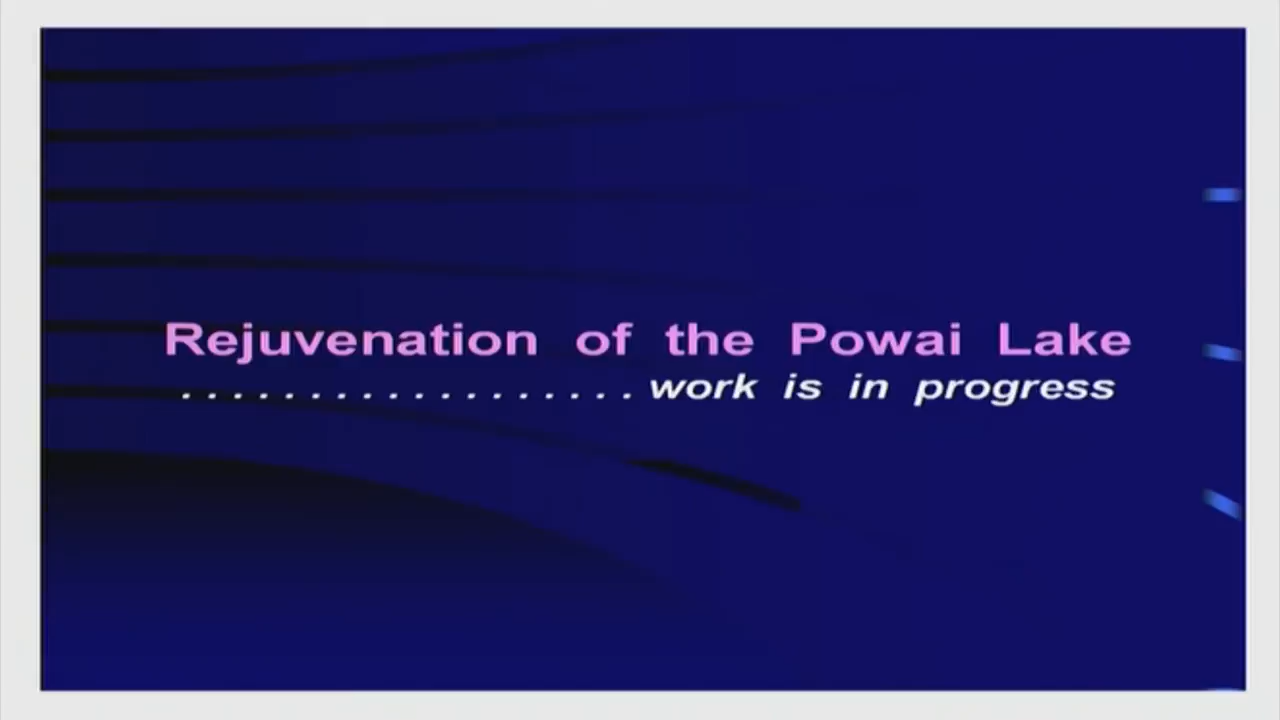 Rejuvenation of the Powai Lake
..................work is in progress